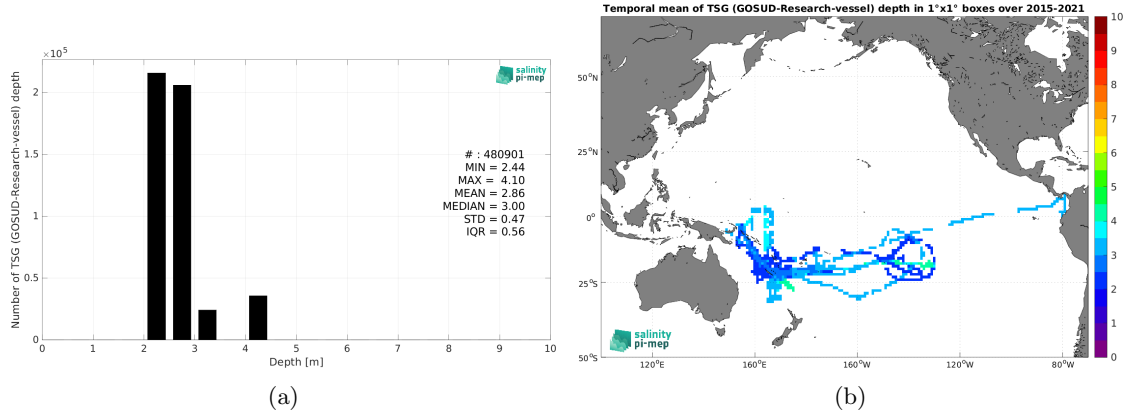 ×10⁵
Number of TSG (GOSUD-Research-vessel) depth
2
1.5
1
0.5
0
0 1 2 3 4 5 6 7 8 9 10
Depth [m]
salinity
pi-mep
# : 480901
MIN = 2.44
MAX = 4.10
MEAN = 2.86
MEDIAN = 3.00
STD = 0.47
IQR = 0.56
(a)
Temporal mean of TSG (GOSUD-Research-vessel) depth in 1°x1° boxes over 2015-2021
50°N
25°N
0°
25°S
50°S
120°E 160°E 160°W 120°W 80°W
salinity
pi-mep
10
9
8
7
6
5
4
3
2
1
0
(b)